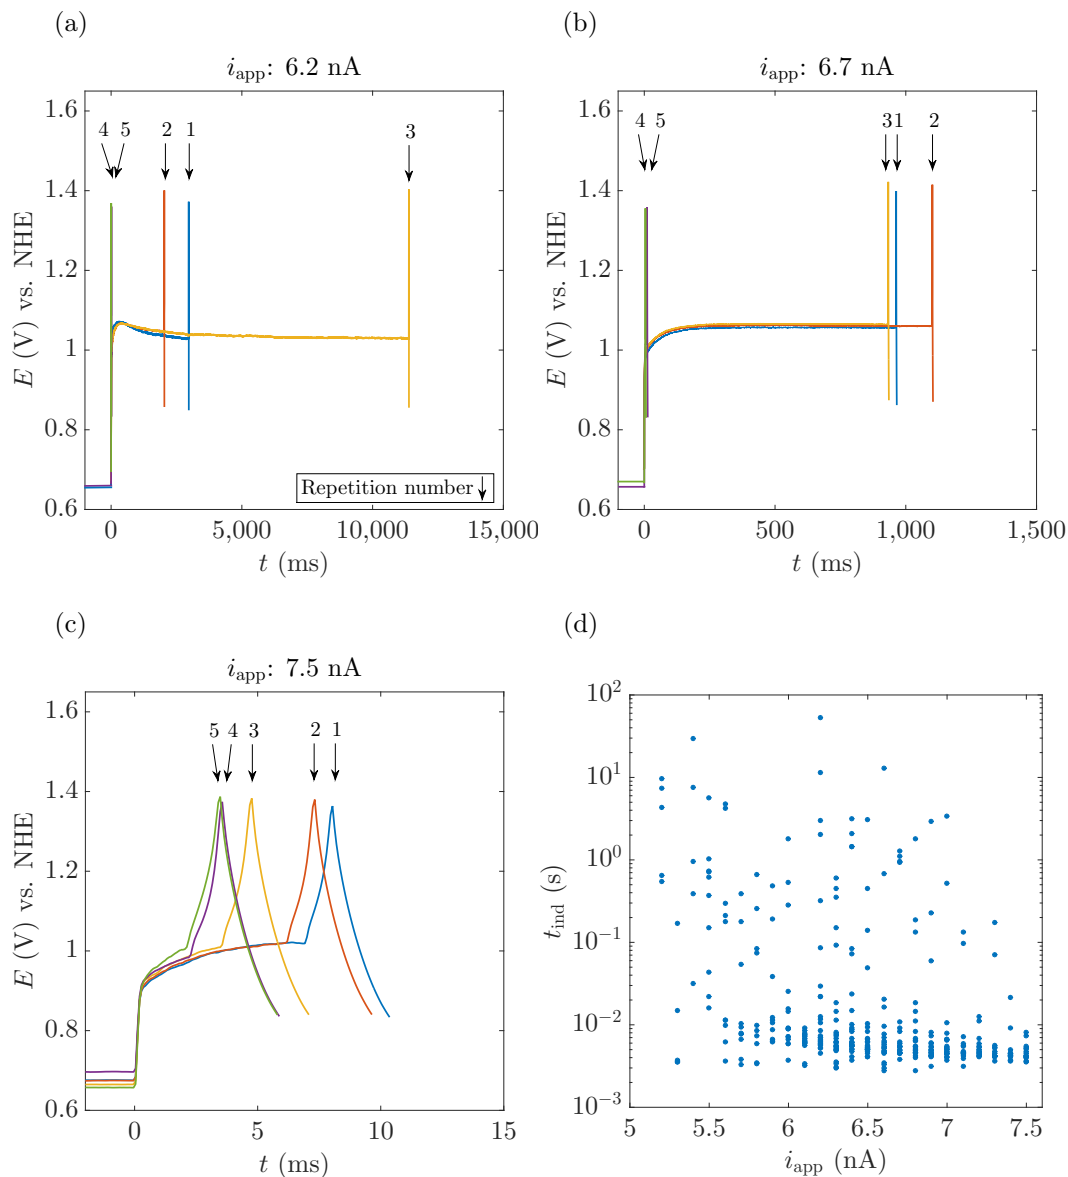 (a)
i_app: 6.2 nA
1.6
1.4
1.2
1
0.8
0.6
E (V) vs. NHE
4 5 2 1 3
Repetition number
0 5,000 10,000 15,000
t (ms)
(b)
i_app: 6.7 nA
1.6
1.4
1.2
1
0.8
0.6
E (V) vs. NHE
4 5 3 1 2
0 500 1,000 1,500
t (ms)
(c)
i_app: 7.5 nA
1.6
1.4
1.2
1
0.8
0.6
E (V) vs. NHE
5 4 3 2 1
0 5 10 15
t (ms)
(d)
10^2
10^1
10^0
10^−1
10^−2
10^−3
t_ind (s)
5 5.5 6 6.5 7 7.5
i_app (nA)